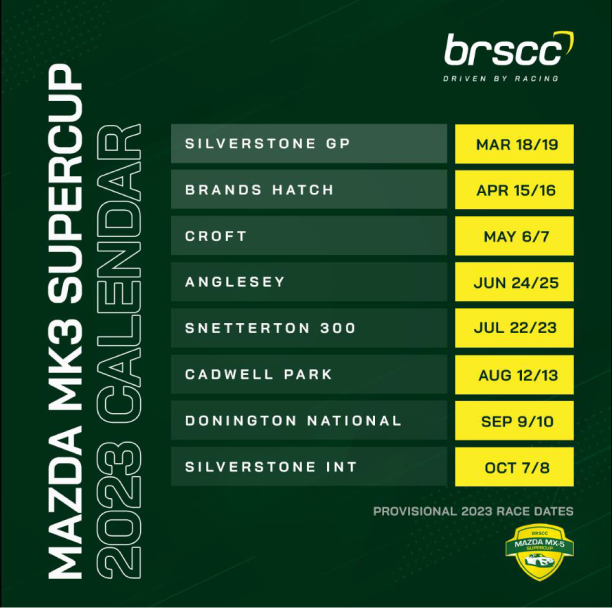 brscc
DRIVEN BY RACING
MAZDA MK3 SUPERCUP
2023 CALENDAR
SILVERSTONE GP MAR 18/19
BRANDS HATCH APR 15/16
CROFT MAY 6/7
ANGLESEY JUN 24/25
SNETTERTON 300 JUL 22/23
CADWELL PARK AUG 12/13
DONINGTON NATIONAL SEP 9/10
SILVERSTONE INT OCT 7/8
PROVISIONAL 2023 RACE DATES
BRSCC
MAZDA MX-5
SUPERCUP